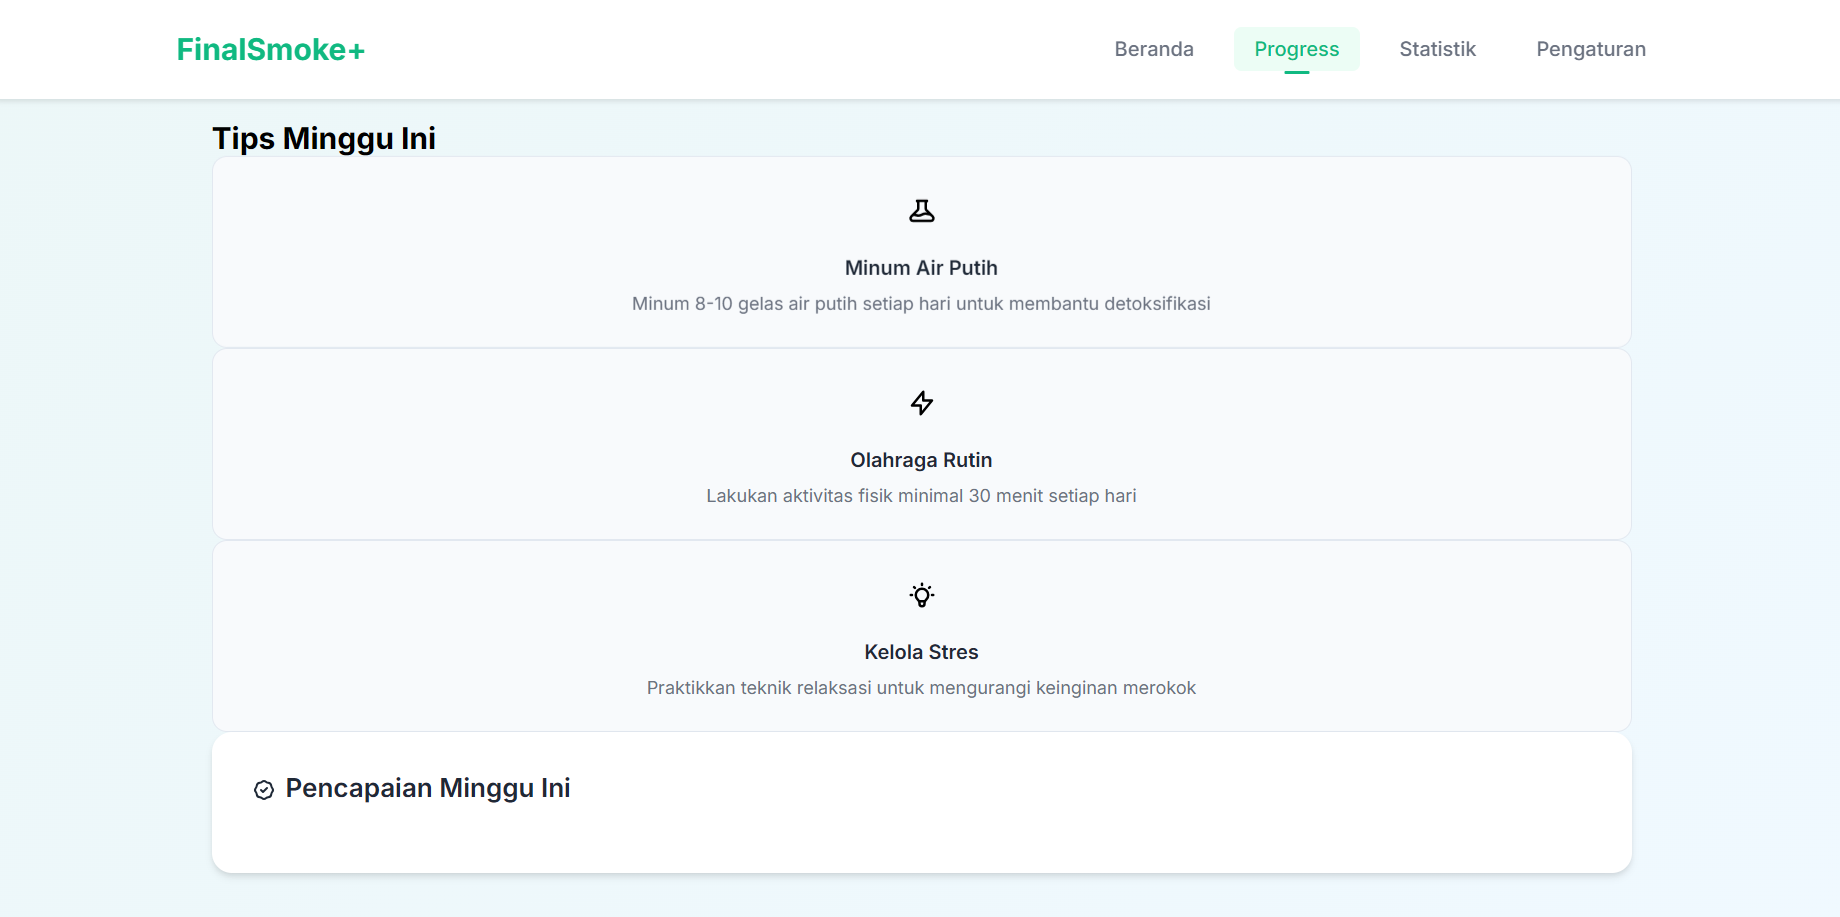 FinalSmoke+
Beranda
Progress
Statistik
Pengaturan
Tips Minggu Ini
Minum Air Putih
Minum 8-10 gelas air putih setiap hari untuk membantu detoksifikasi
Olahraga Rutin
Lakukan aktivitas fisik minimal 30 menit setiap hari
Kelola Stres
Praktikkan teknik relaksasi untuk mengurangi keinginan merokok
Pencapaian Minggu Ini